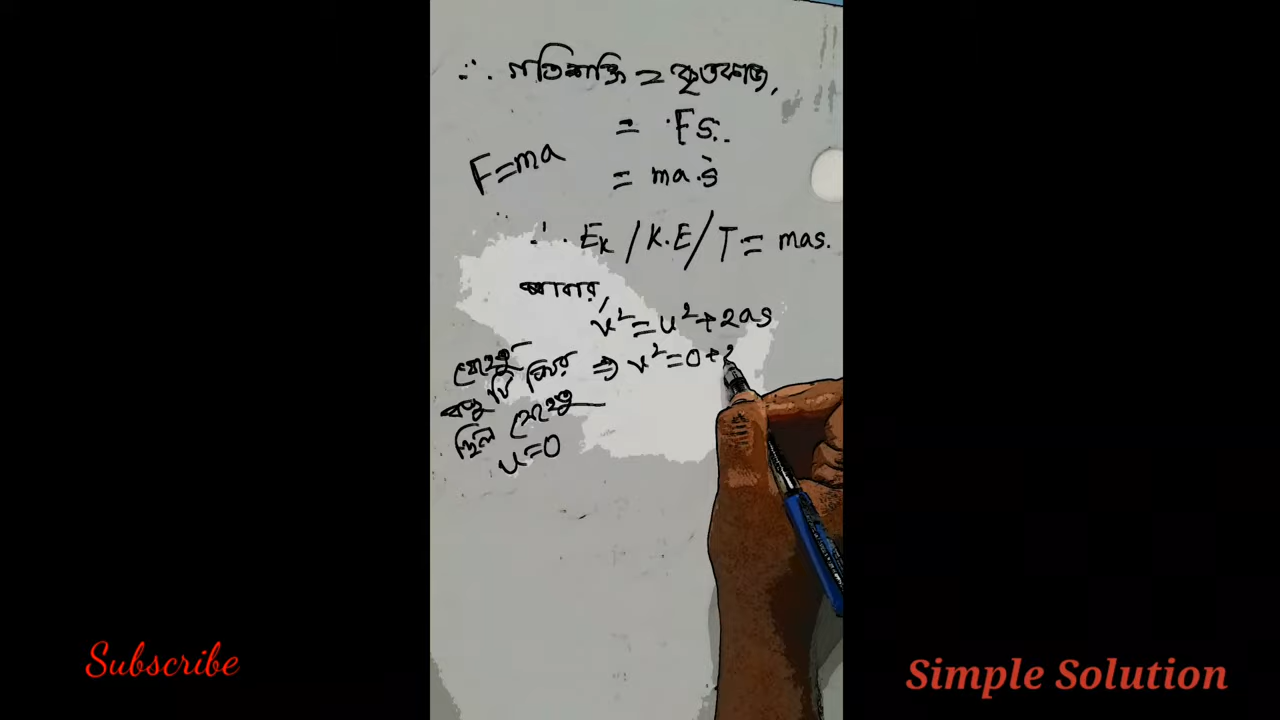 ∴ গতিশক্তি = কৃতকাজ,
= Fs.
F=ma
= ma.s
∴ Eₖ / K.E / T = mas.
আবার,
v²=u²+2as
যেহেতু
⇒ v²=0+2
বস্তুটি স্থির
ছিল সেহেতু
u=0
Subscribe
Simple Solution